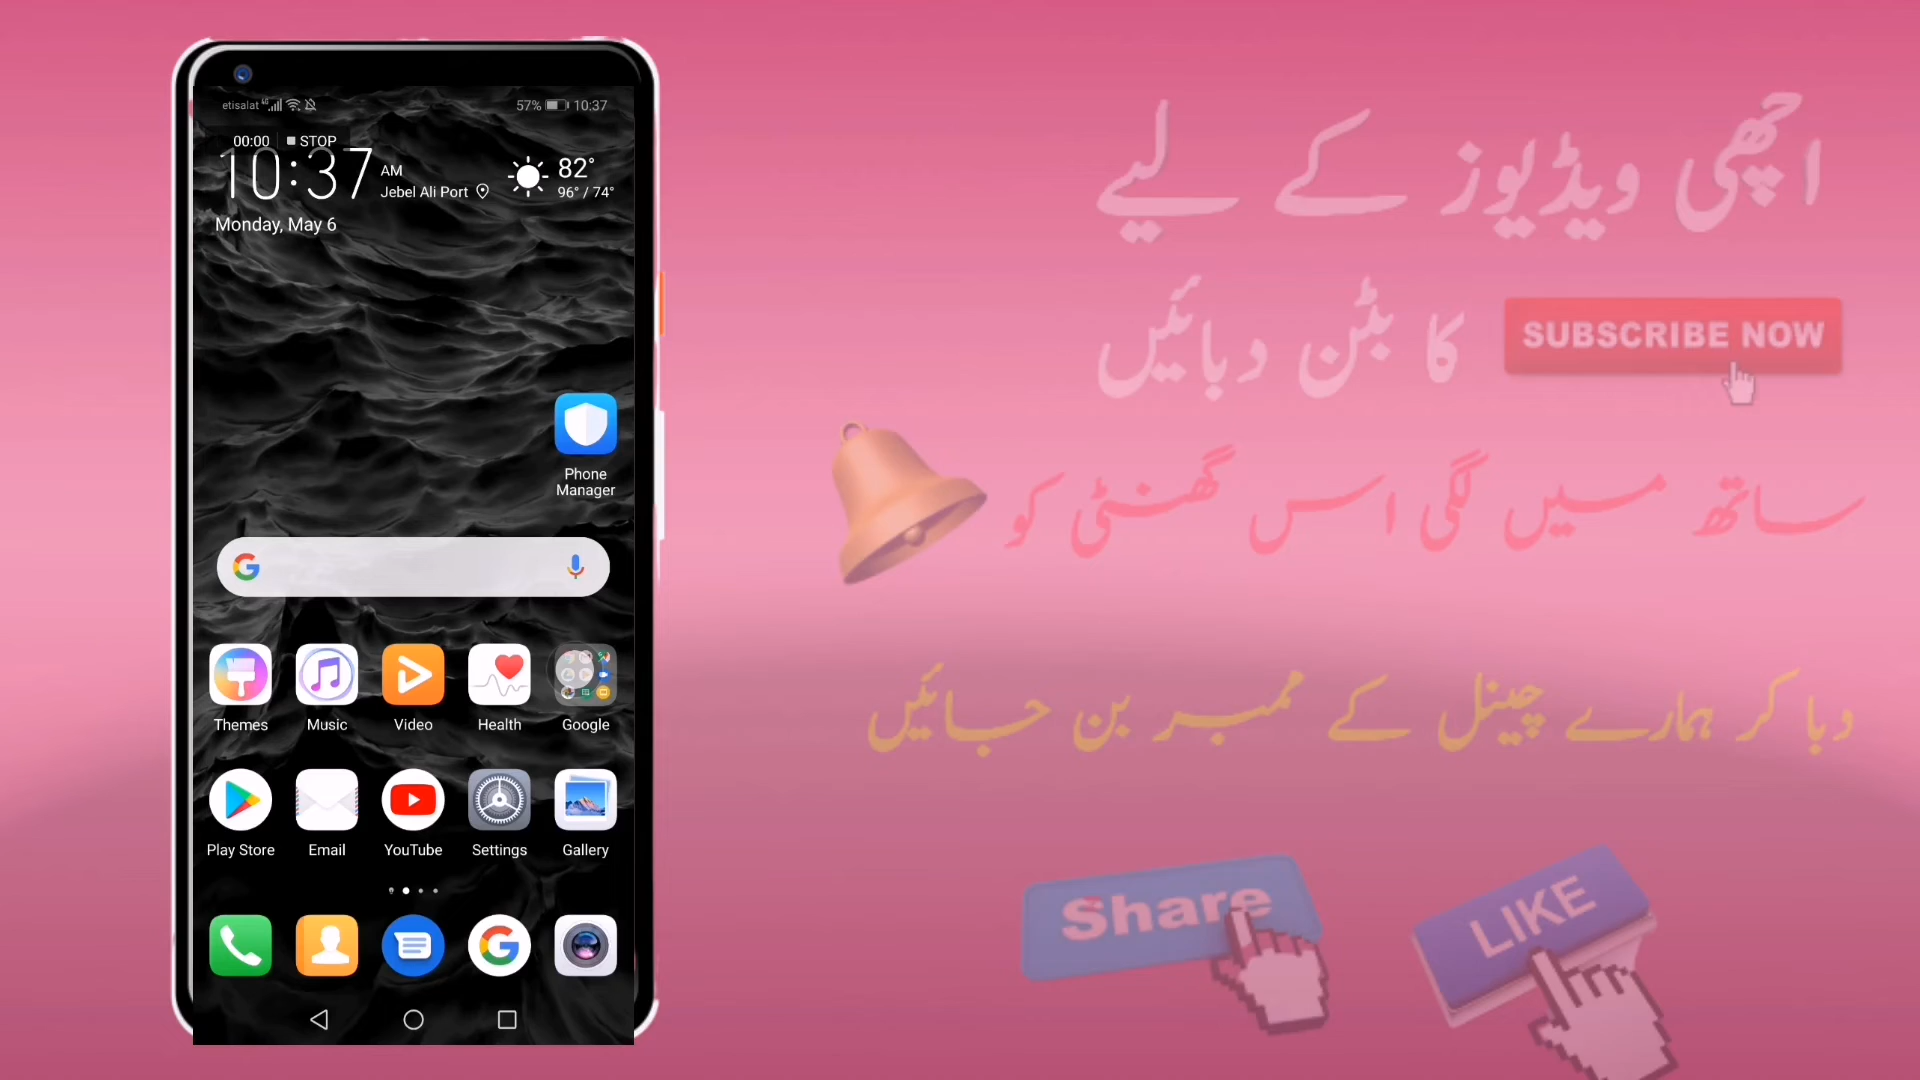 etisalat 4G 57% 10:37
00:00 STOP
10:37 AM
Jebel Ali Port
82°
96° / 74°
Monday, May 6
Phone Manager
Themes Music Video Health Google
Play Store Email YouTube Settings Gallery
اچھی ویڈیوز کے لیے
SUBSCRIBE NOW کا بٹن دبائیں
ساتھ میں لگی اس گھنٹی کو
دبا کر ہمارے چینل کے ممبر بن جائیں
Share
LIKE